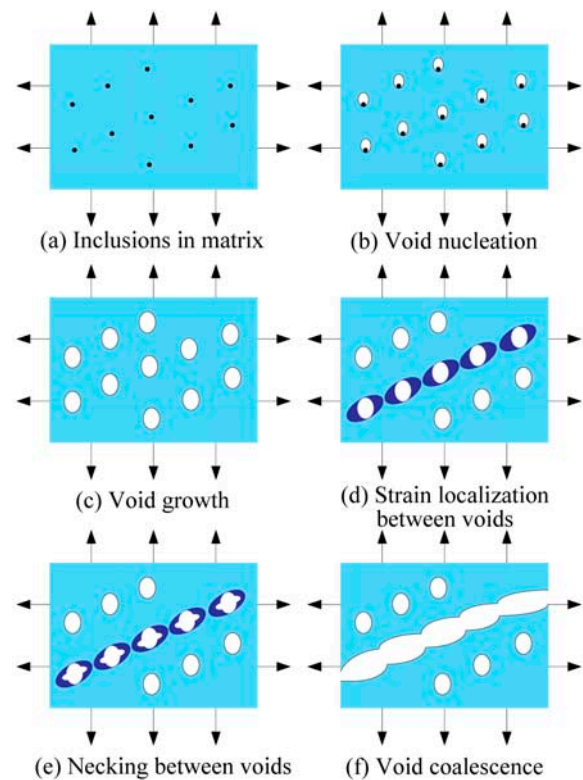 (a) Inclusions in matrix
(b) Void nucleation
(c) Void growth
(d) Strain localization
between voids
(e) Necking between voids
(f) Void coalescence